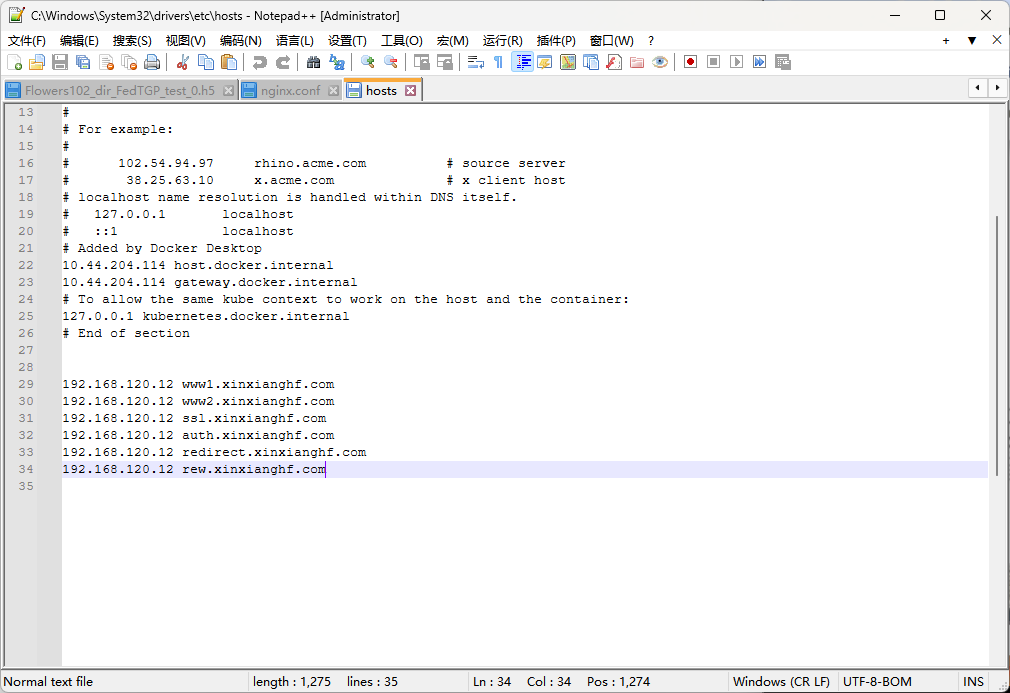 C:\Windows\System32\drivers\etc\hosts - Notepad++ [Administrator]
文件(F) 编辑(E) 搜索(S) 视图(V) 编码(N) 语言(L) 设置(T) 工具(O) 宏(M) 运行(R) 插件(P) 窗口(W) ?
Flowers102_dir_FedTGP_test_0.h5 nginx.conf hosts
13 #
14 # For example:
15 #
16 #      102.54.94.97     rhino.acme.com          # source server
17 #       38.25.63.10     x.acme.com              # x client host
18 # localhost name resolution is handled within DNS itself.
19 #   127.0.0.1       localhost
20 #   ::1             localhost
21 # Added by Docker Desktop
22 10.44.204.114 host.docker.internal
23 10.44.204.114 gateway.docker.internal
24 # To allow the same kube context to work on the host and the container:
25 127.0.0.1 kubernetes.docker.internal
26 # End of section
27
28
29 192.168.120.12 www1.xinxianghf.com
30 192.168.120.12 www2.xinxianghf.com
31 192.168.120.12 ssl.xinxianghf.com
32 192.168.120.12 auth.xinxianghf.com
33 192.168.120.12 redirect.xinxianghf.com
34 192.168.120.12 rew.xinxianghf.com
35
Normal text file length : 1,275 lines : 35 Ln : 34 Col : 34 Pos : 1,274 Windows (CR LF) UTF-8-BOM INS